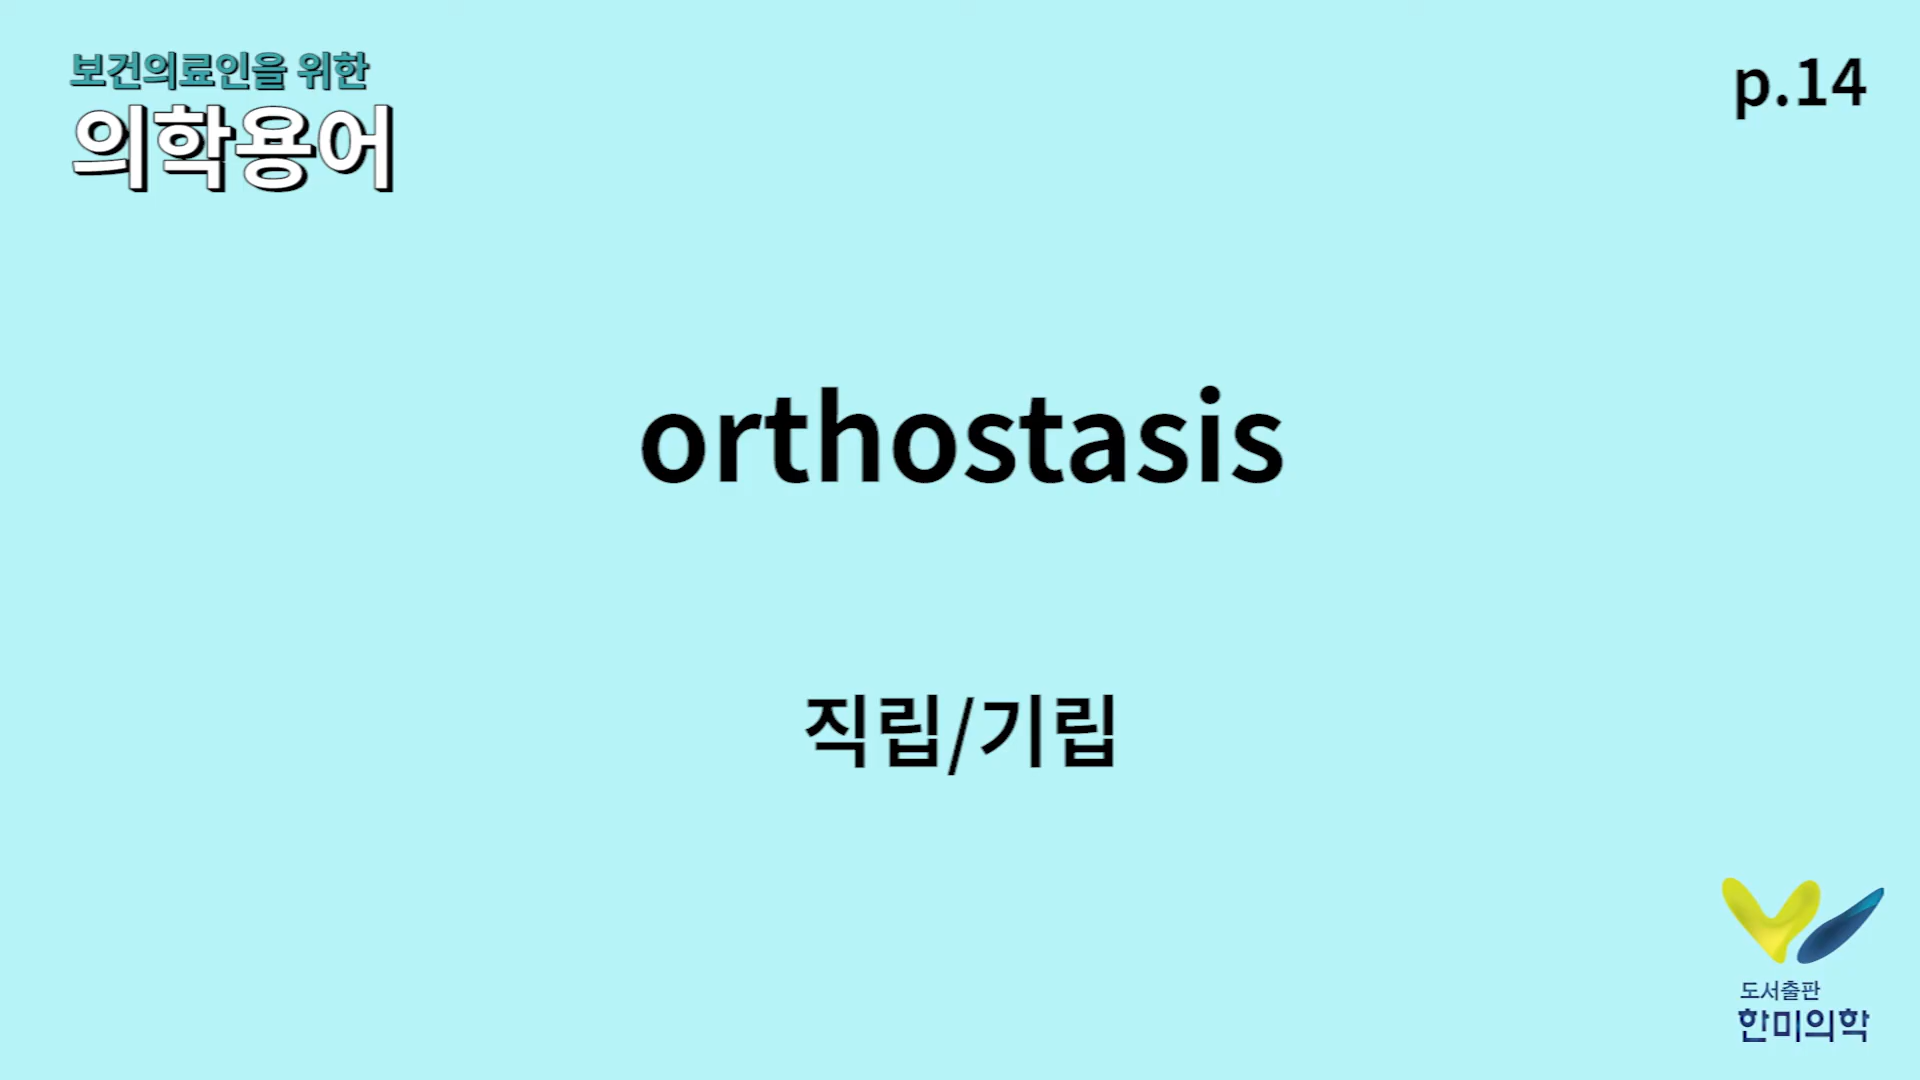 보건의료인을 위한
의학용어
p.14
orthostasis
직립/기립
도서출판
한미의학